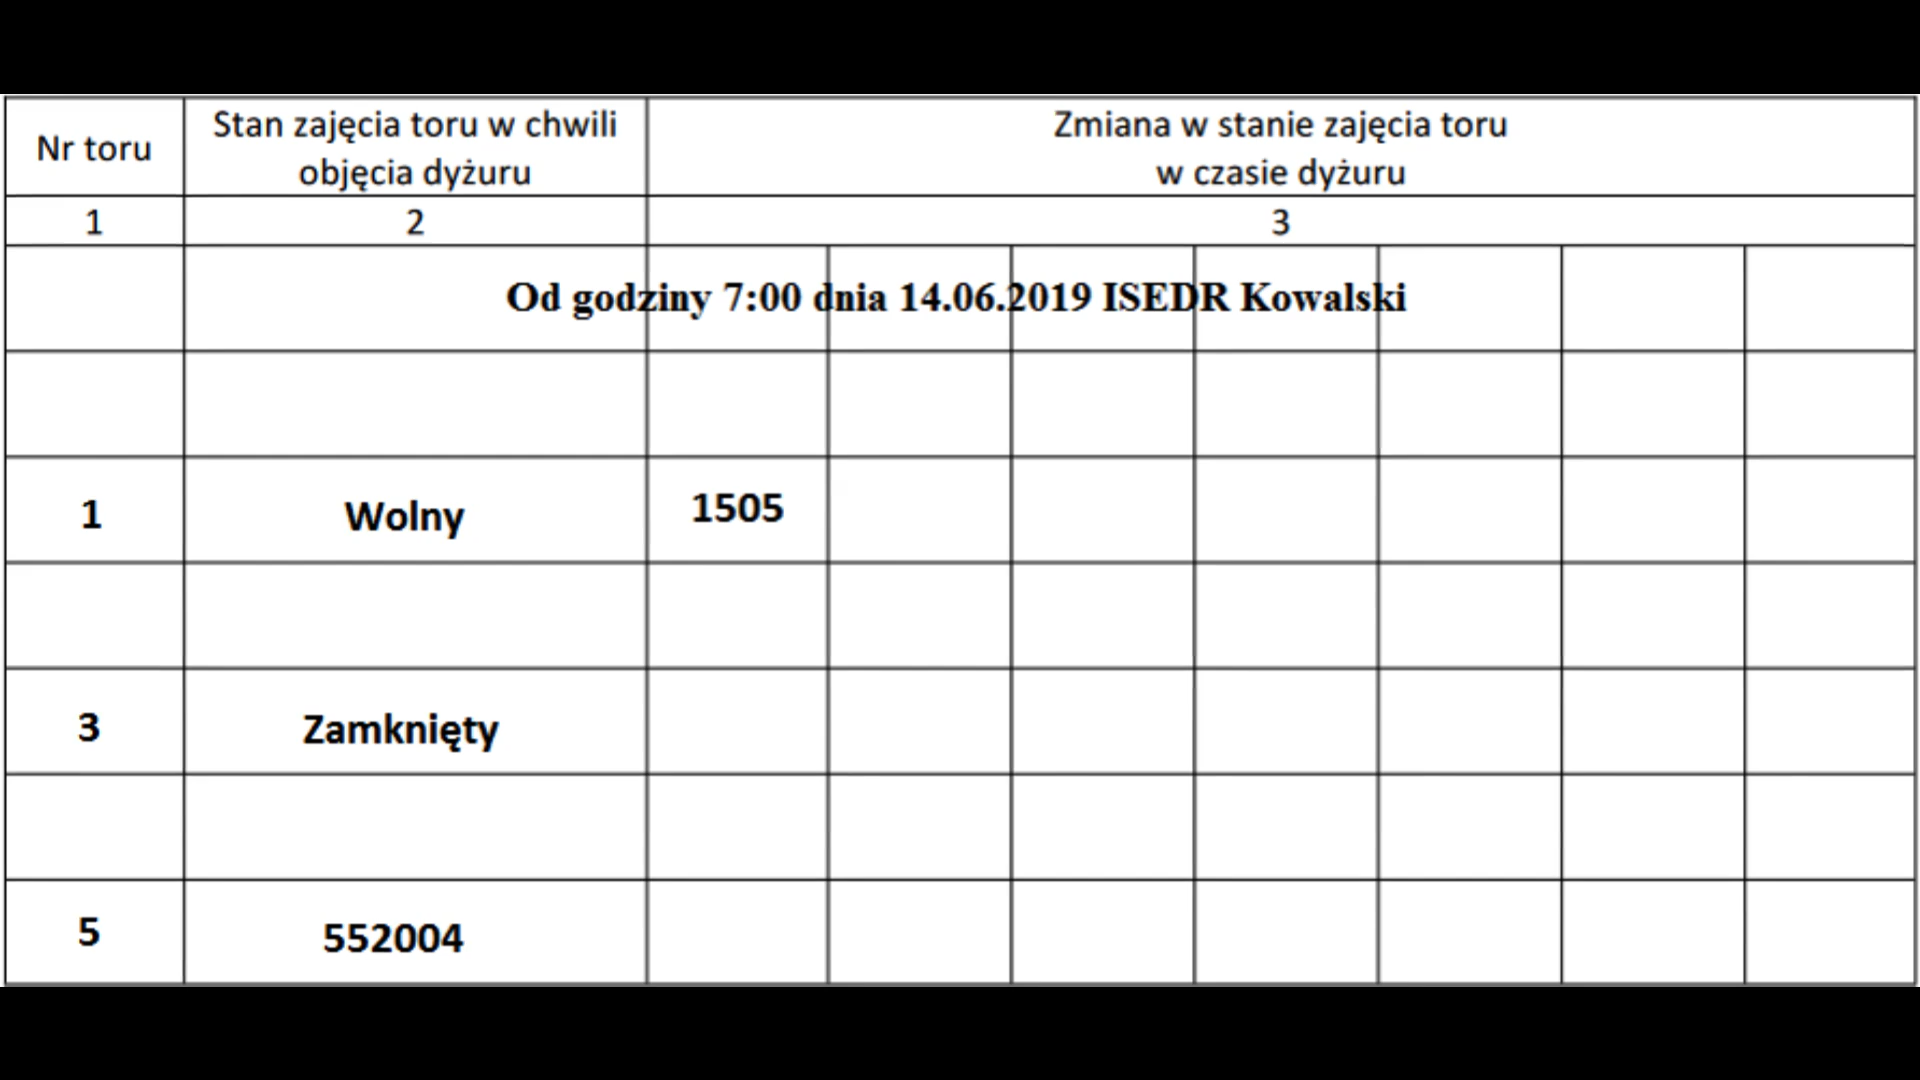 Nr toru
Stan zajęcia toru w chwili
objęcia dyżuru
Zmiana w stanie zajęcia toru
w czasie dyżuru
1
2
3
Od godziny 7:00 dnia 14.06.2019 ISEDR Kowalski
1
Wolny
1505
3
Zamknięty
5
552004